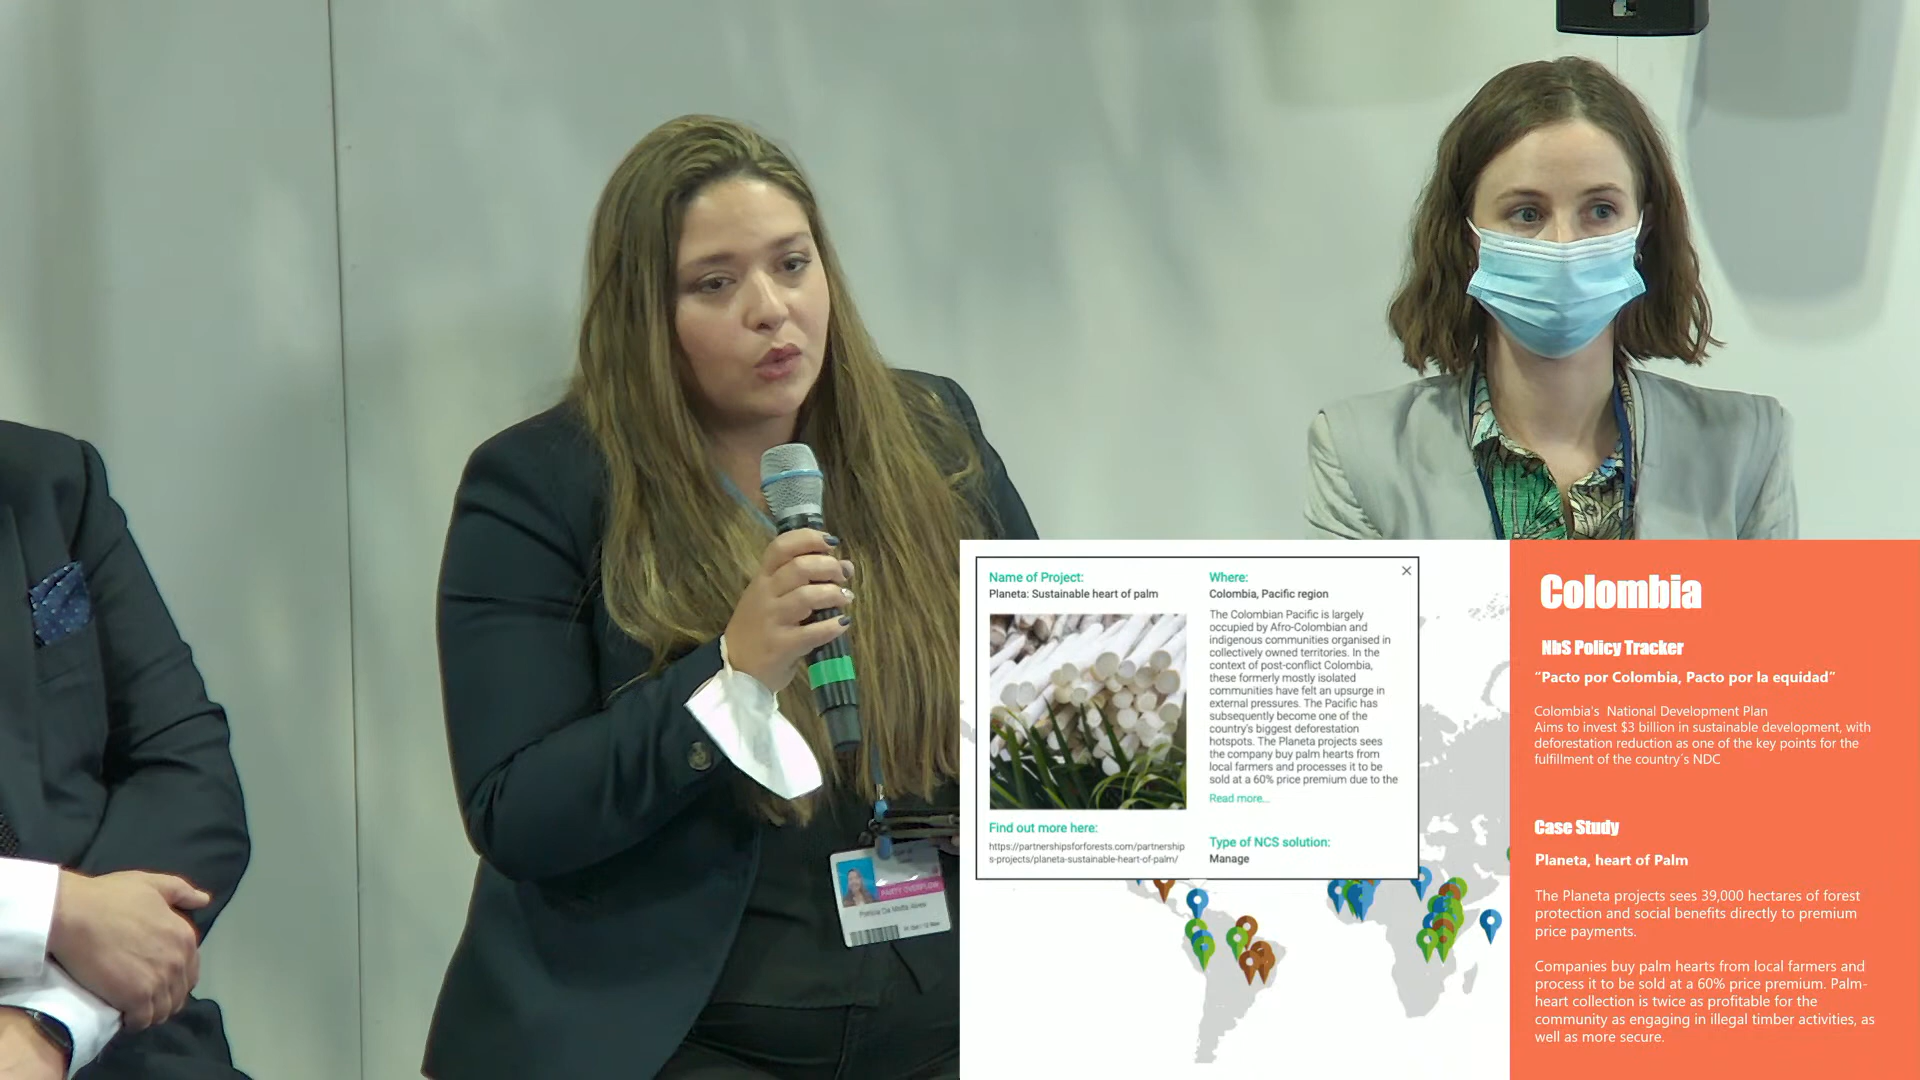 PARTY OVERFLOW
Name of Project:
Planeta: Sustainable heart of palm
Find out more here:
https://partnershipsforforests.com/partnership
s-projects/planeta-sustainable-heart-of-palm/
Where:
Colombia, Pacific region
The Colombian Pacific is largely
occupied by Afro-Colombian and
indigenous communities organised in
collectively owned territories. In the
context of post-conflict Colombia,
these formerly mostly isolated
communities have felt an upsurge in
external pressures. The Pacific has
subsequently become one of the
country's biggest deforestation
hotspots. The Planeta projects sees
the company buy palm hearts from
local farmers and processes it to be
sold at a 60% price premium due to the
Read more...
Type of NCS solution:
Manage
Colombia
NbS Policy Tracker
“Pacto por Colombia, Pacto por la equidad”
Colombia's National Development Plan
Aims to invest $3 billion in sustainable development, with
deforestation reduction as one of the key points for the
fulfillment of the country´s NDC
Case Study
Planeta, heart of Palm
The Planeta projects sees 39,000 hectares of forest
protection and social benefits directly to premium
price payments.
Companies buy palm hearts from local farmers and
process it to be sold at a 60% price premium. Palm-
heart collection is twice as profitable for the
community as engaging in illegal timber activities, as
well as more secure.